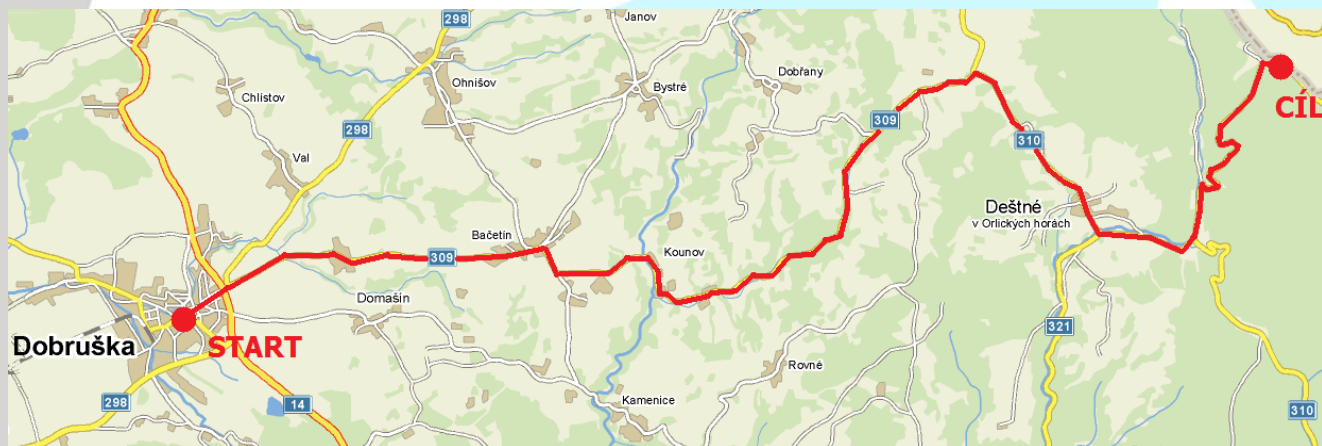 298
Janov
Ohnišov
Bystré
Dobřany
Chlístov
298
Val
309
310
CÍL
Deštné
v Orlických horách
Bačetín
309
Kounov
Domašín
Dobruška
START
321
Rovné
298
14
Kamenice
310